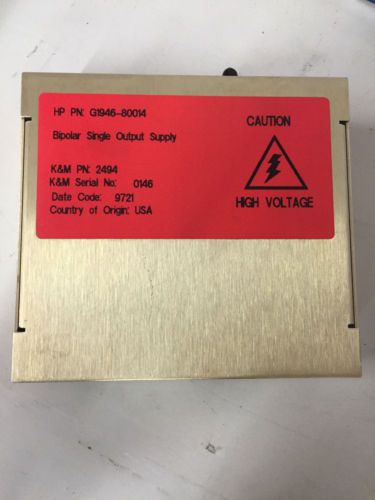 HP PN: G1946-80014
Bipolar Single Output Supply
K&M PN: 2494
K&M Serial No: 0146
Date Code: 9721
Country of Origin: USA
CAUTION
HIGH VOLTAGE